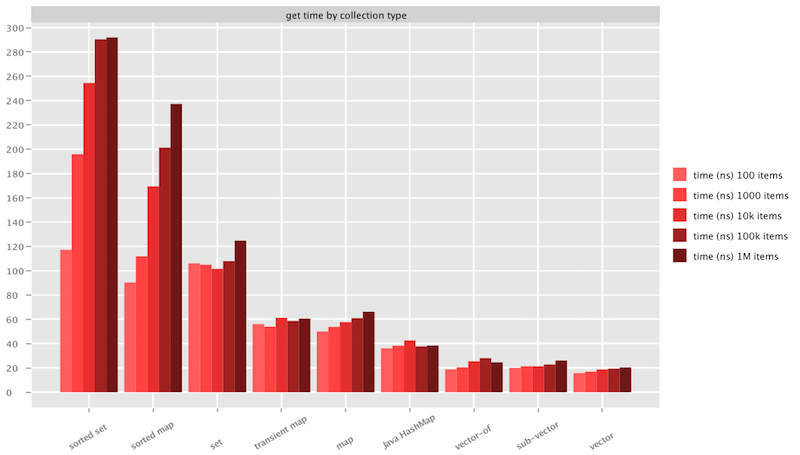 get time by collection type
300
280
260
240
220
200
180
160
140
120
100
80
60
40
20
0
time (ns) 100 items
time (ns) 1000 items
time (ns) 10k items
time (ns) 100k items
time (ns) 1M items
sorted set
sorted map
set
transient map
map
Java HashMap
vector-of
sub-vector
vector